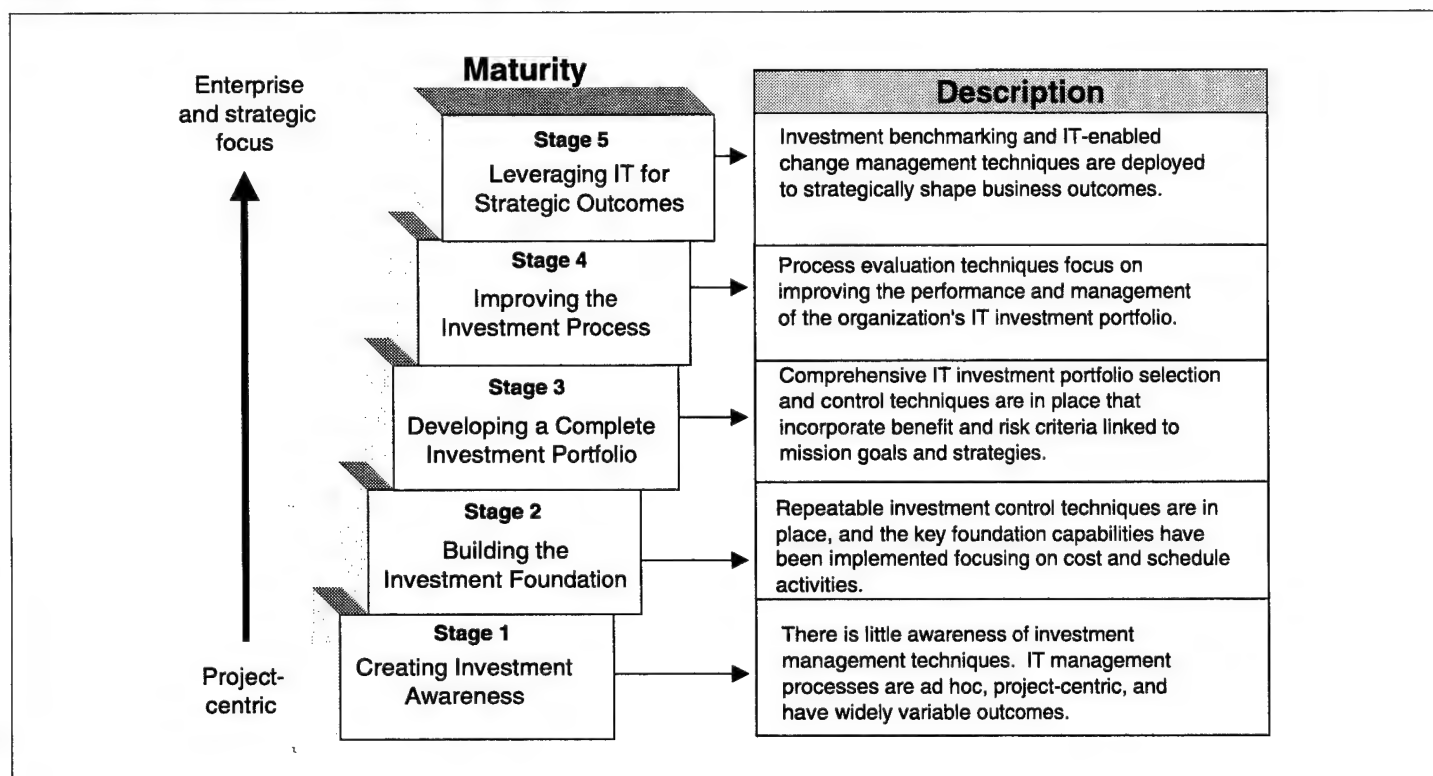 Enterprise
and strategic
focus
Project-
centric
Maturity
Description
Stage 5
Leveraging IT for
Strategic Outcomes
Investment benchmarking and IT-enabled
change management techniques are deployed
to strategically shape business outcomes.
Stage 4
Improving the
Investment Process
Process evaluation techniques focus on
improving the performance and management
of the organization's IT investment portfolio.
Stage 3
Developing a Complete
Investment Portfolio
Comprehensive IT investment portfolio selection
and control techniques are in place that
incorporate benefit and risk criteria linked to
mission goals and strategies.
Stage 2
Building the
Investment Foundation
Repeatable investment control techniques are in
place, and the key foundation capabilities have
been implemented focusing on cost and schedule
activities.
Stage 1
Creating Investment
Awareness
There is little awareness of investment
management techniques. IT management
processes are ad hoc, project-centric, and
have widely variable outcomes.